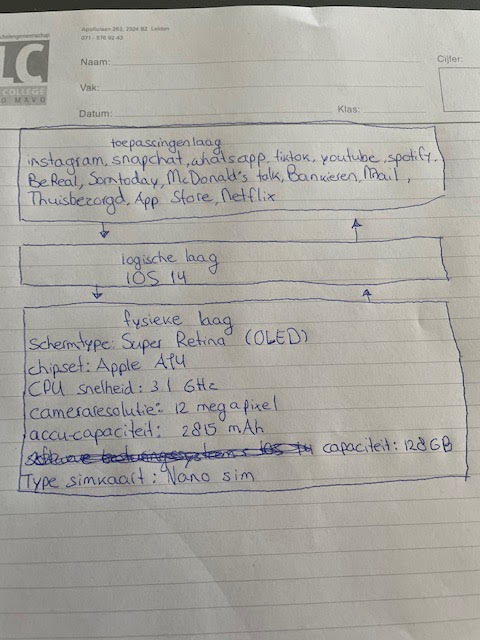 Apollolaan 262, 2324 BZ Leiden
071 - 576 92 43
LC
COLLEGE
O MAVO
Naam:
Cijfer:
Vak:
Datum:
Klas:
toepassingenlaag
instagram, snapchat, whatsapp, tiktok, youtube, spotify,
BeReal, Somtoday, McDonald's, talk, Bankieren, Mail,
Thuisbezorgd, App Store, Netflix
logische laag
IOS 14
fysieke laag
Schermtype: Super Retina (OLED)
chipset: Apple A14
CPU snelheid: 3.1 GHz
cameraresolutie: 12 megapixel
accu-capaciteit: 2815 mAh
capaciteit: 128GB
Type simkaart: Nano sim